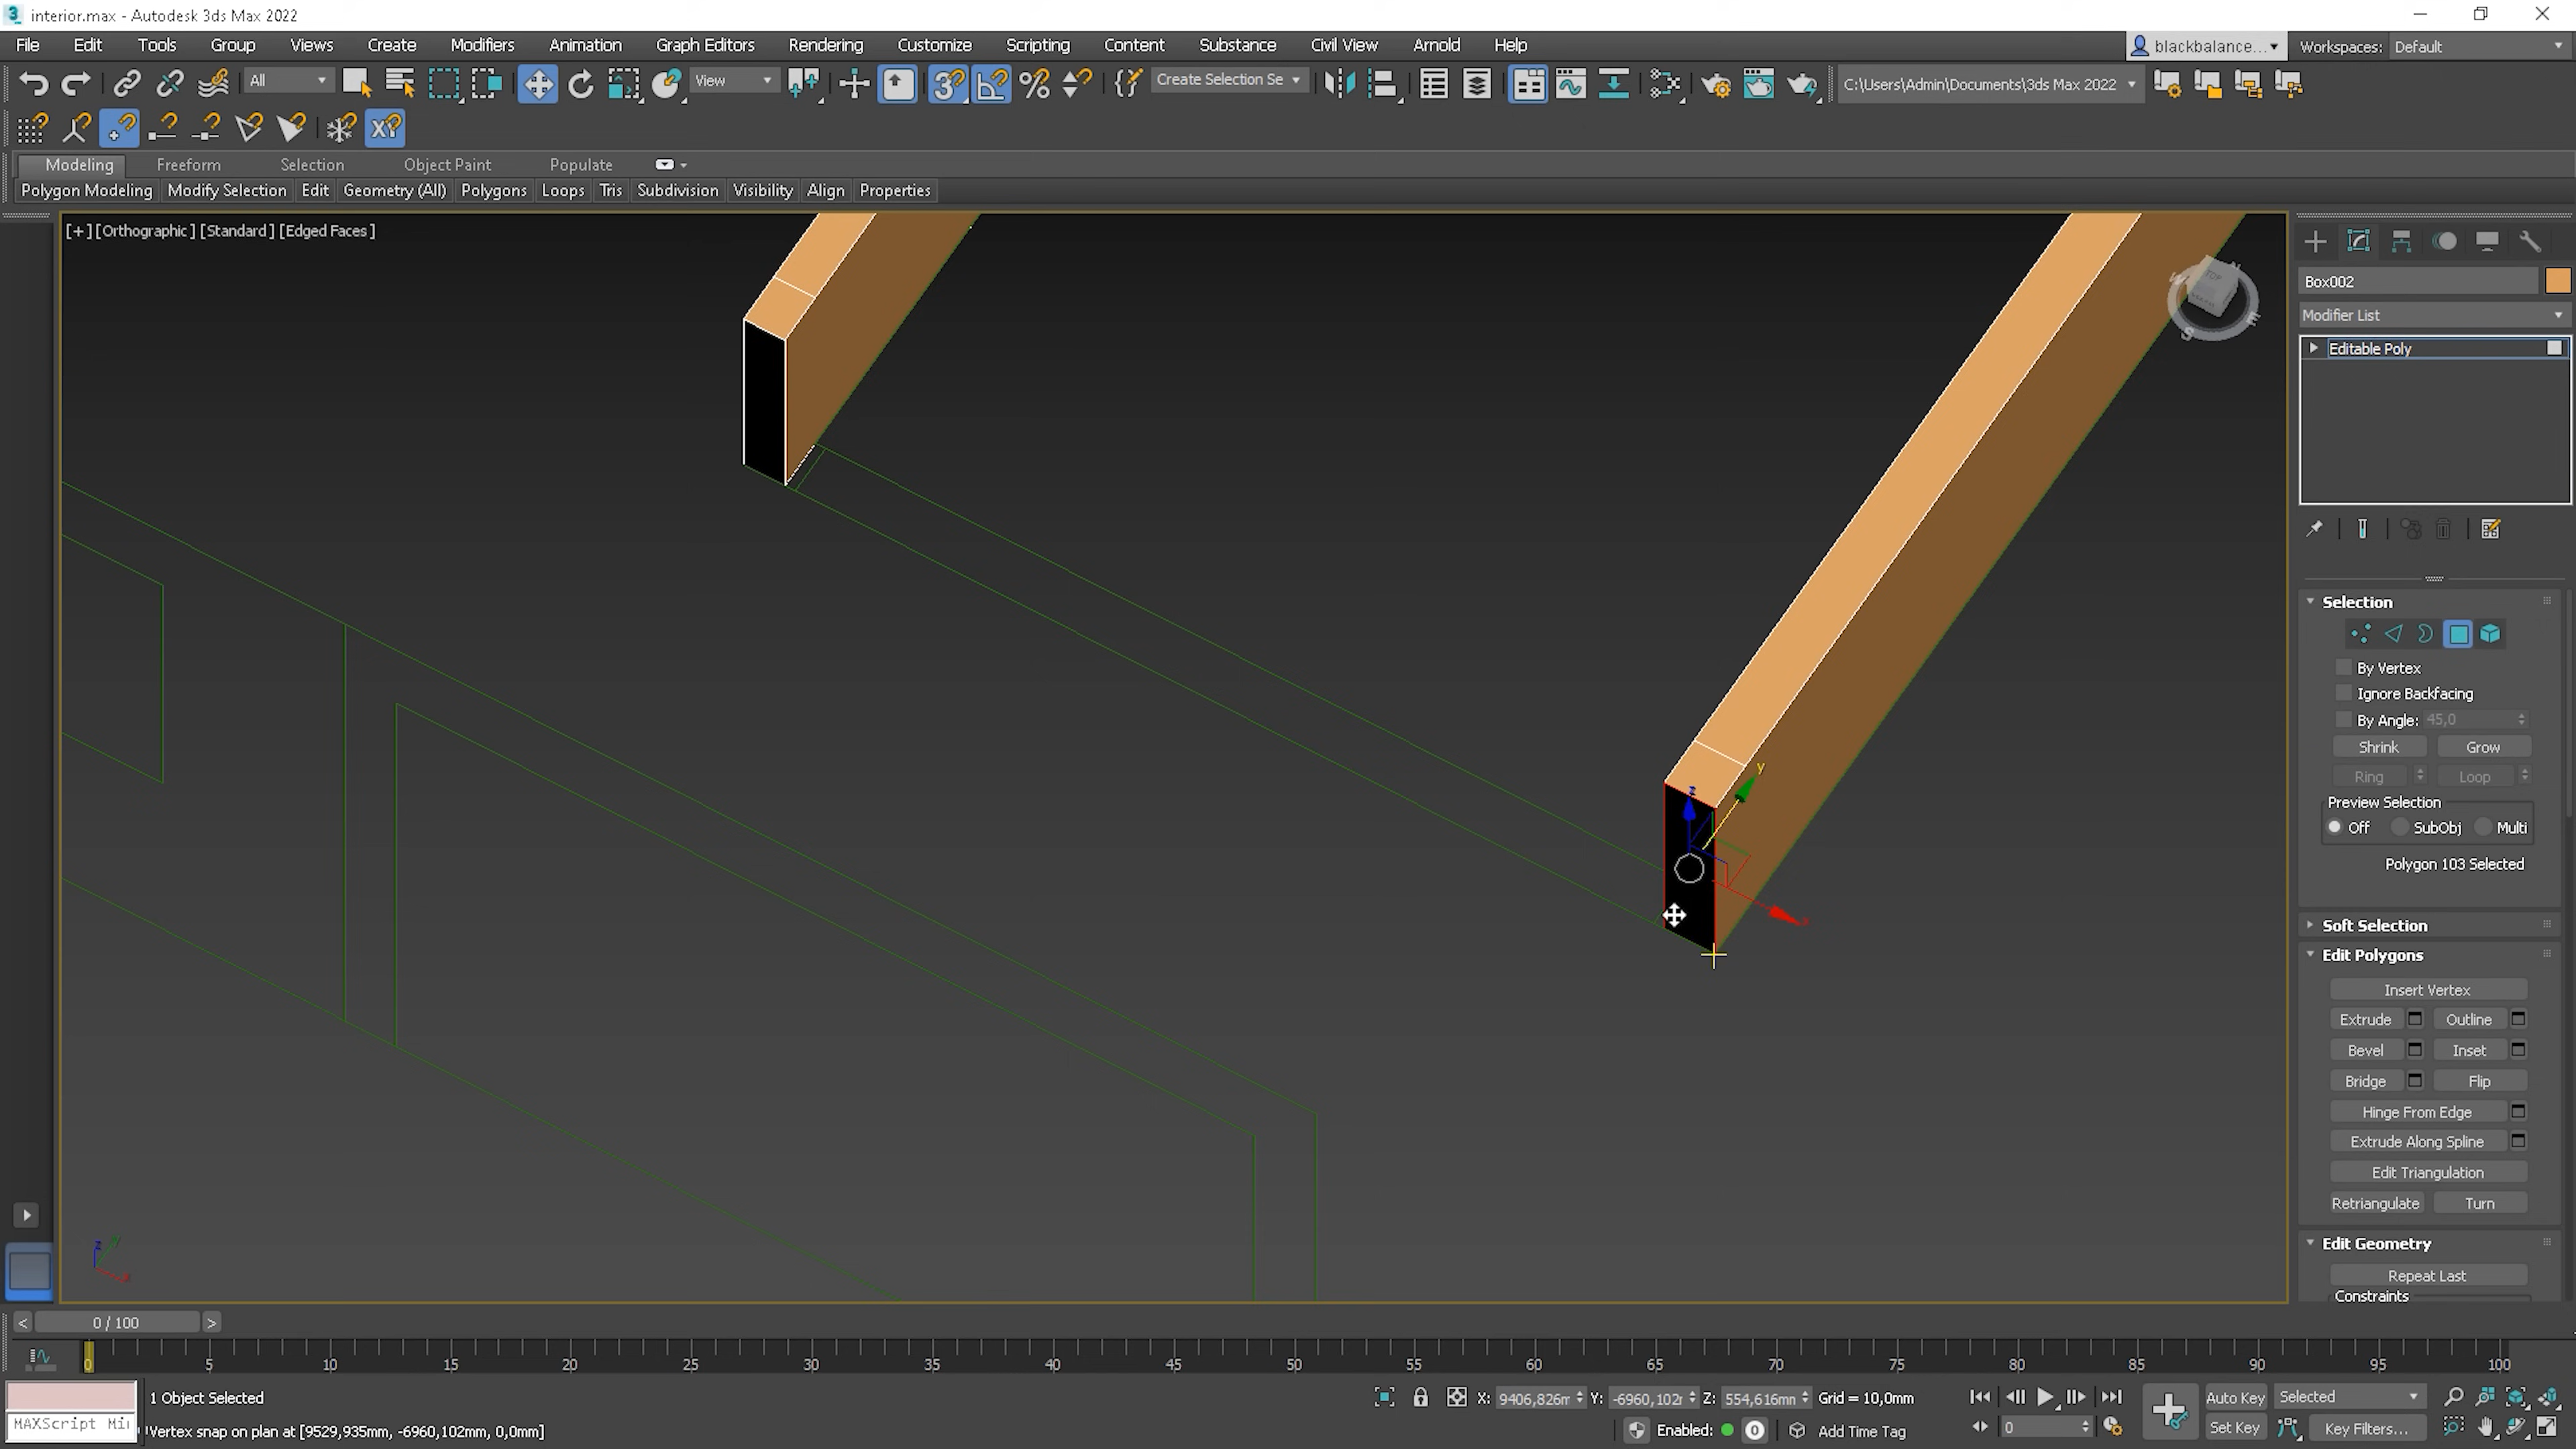 interior.max - Autodesk 3ds Max 2022
File Edit Tools Group Views Create Modifiers Animation Graph Editors Rendering Customize Scripting Content Substance Civil View Arnold Help
blackbalance... Workspaces: Default
All View Create Selection Se C:\Users\Admin\Documents\3ds Max 2022
Modeling Freeform Selection Object Paint Populate
Polygon Modeling Modify Selection Edit Geometry (All) Polygons Loops Tris Subdivision Visibility Align Properties
[+] [Orthographic] [Standard] [Edged Faces]
Box002
Modifier List
Editable Poly
Selection
By Vertex
Ignore Backfacing
By Angle: 45,0
Shrink Grow
Ring Loop
Preview Selection
Off SubObj Multi
Polygon 103 Selected
Soft Selection
Edit Polygons
Insert Vertex
Extrude Outline
Bevel Inset
Bridge Flip
Hinge From Edge
Extrude Along Spline
Edit Triangulation
Retriangulate Turn
Edit Geometry
Repeat Last
Constraints
z y
< 0 / 100 >
0 5 10 15 20 25 30 35 40 45 50 55 60 65 70 75 80 85 90 95 100
1 Object Selected X: 9406,826m Y: -6960,102 Z: 554,616mm Grid = 10,0mm Auto Key Selected
MAXScript Mi Vertex snap on plan at [9529,935mm, -6960,102mm, 0,0mm] Enabled: 0 Add Time Tag 0 Set Key Key Filters...